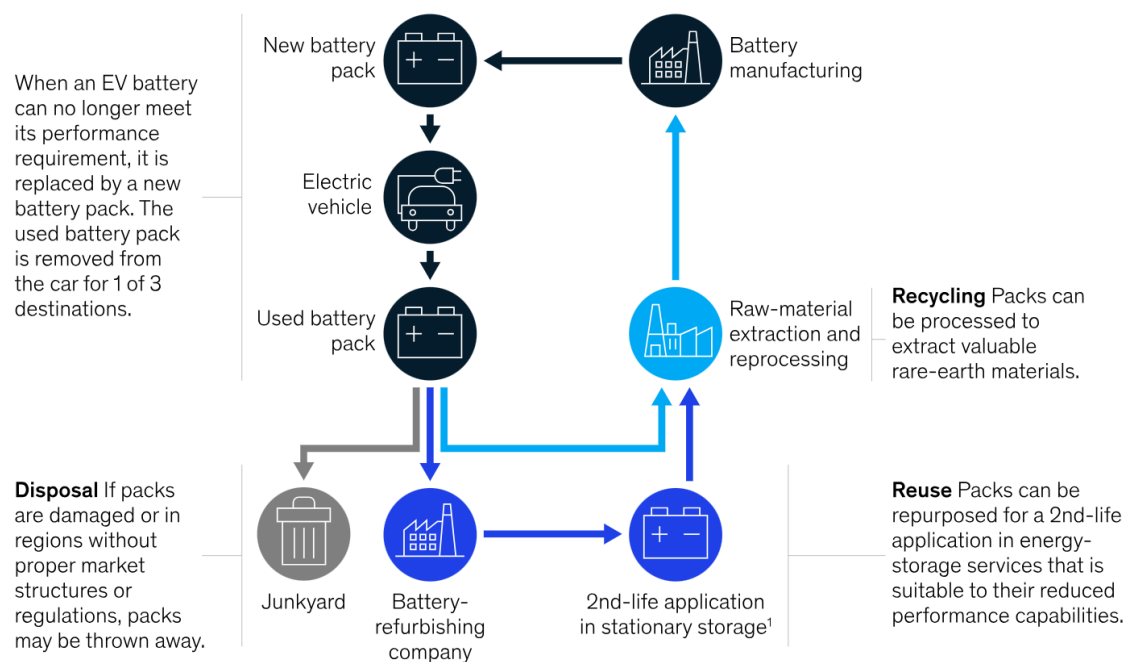 When an EV battery
can no longer meet
its performance
requirement, it is
replaced by a new
battery pack. The
used battery pack
is removed from
the car for 1 of 3
destinations.
New battery
pack
Battery
manufacturing
Electric
vehicle
Used battery
pack
Raw-material
extraction and
reprocessing
Recycling Packs can
be processed to
extract valuable
rare-earth materials.
Disposal If packs
are damaged or in
regions without
proper market
structures or
regulations, packs
may be thrown away.
Junkyard
Battery-
refurbishing
company
2nd-life application
in stationary storage¹
Reuse Packs can be
repurposed for a 2nd-life
application in energy-
storage services that is
suitable to their reduced
performance capabilities.